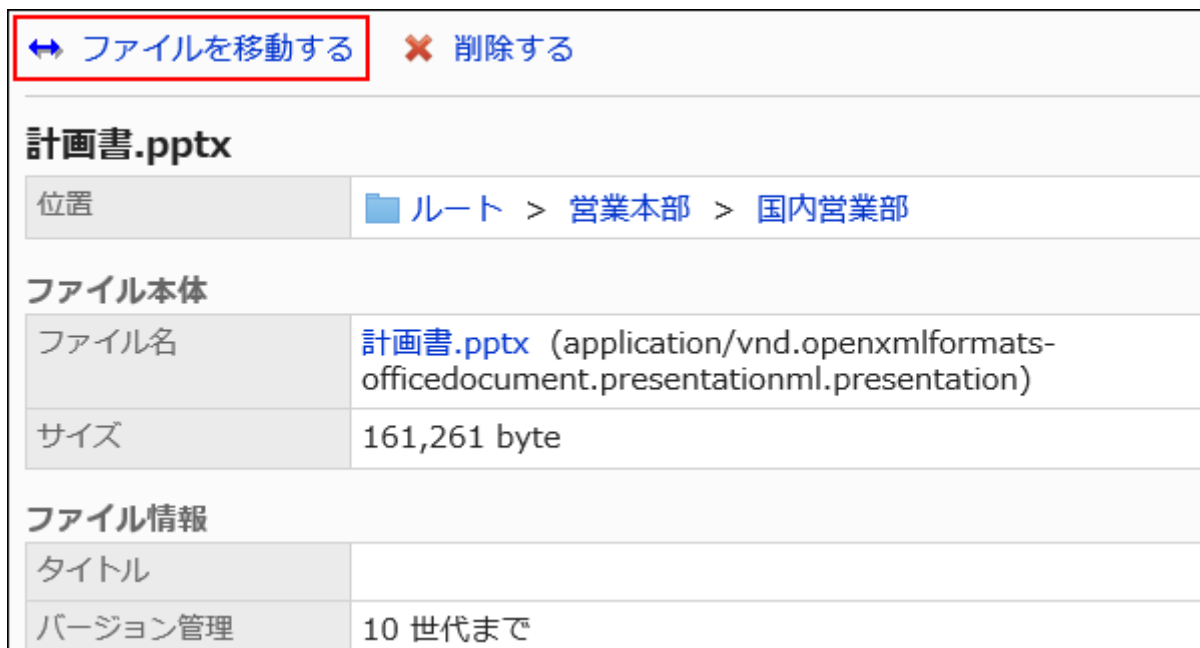 ファイルを移動する 削除する
計画書.pptx
位置 ルート > 営業本部 > 国内営業部
ファイル本体
ファイル名 計画書.pptx (application/vnd.openxmlformats-
officedocument.presentationml.presentation)
サイズ 161,261 byte
ファイル情報
タイトル
バージョン管理 10 世代まで